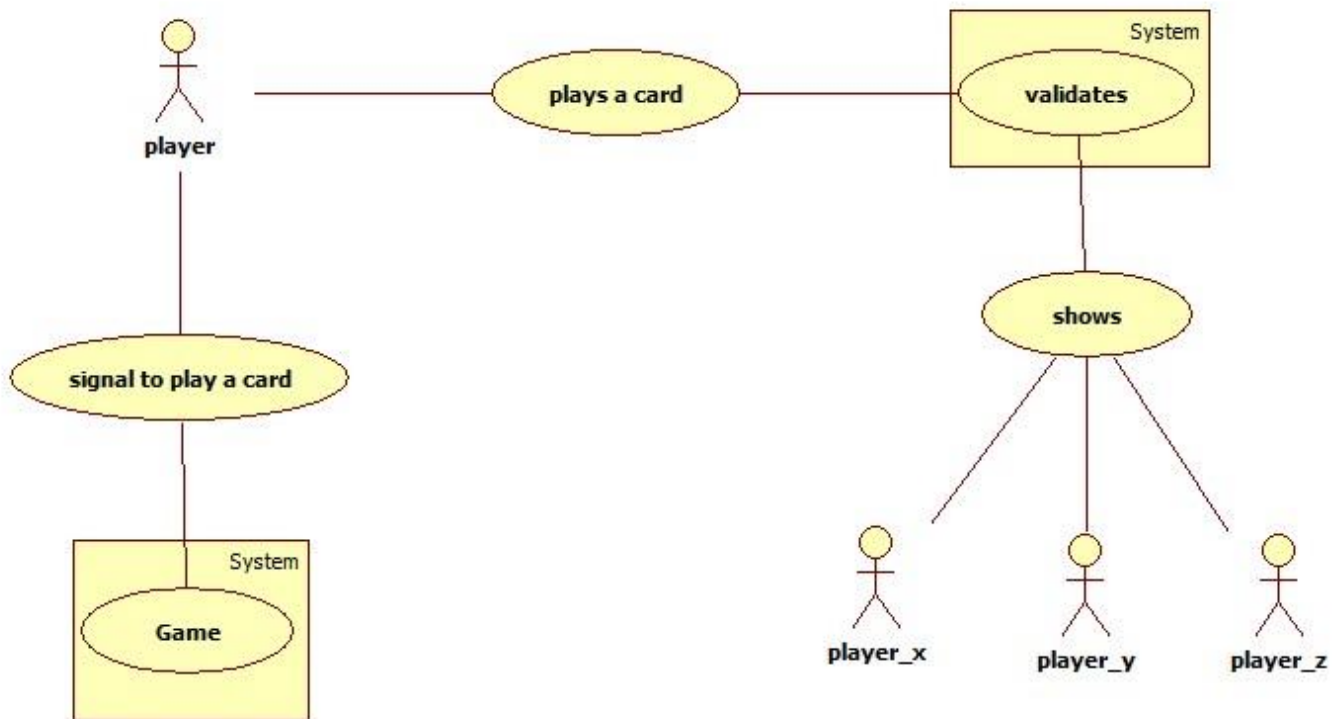 System
plays a card
validates
player
shows
signal to play a card
System
Game
player_x
player_y
player_z